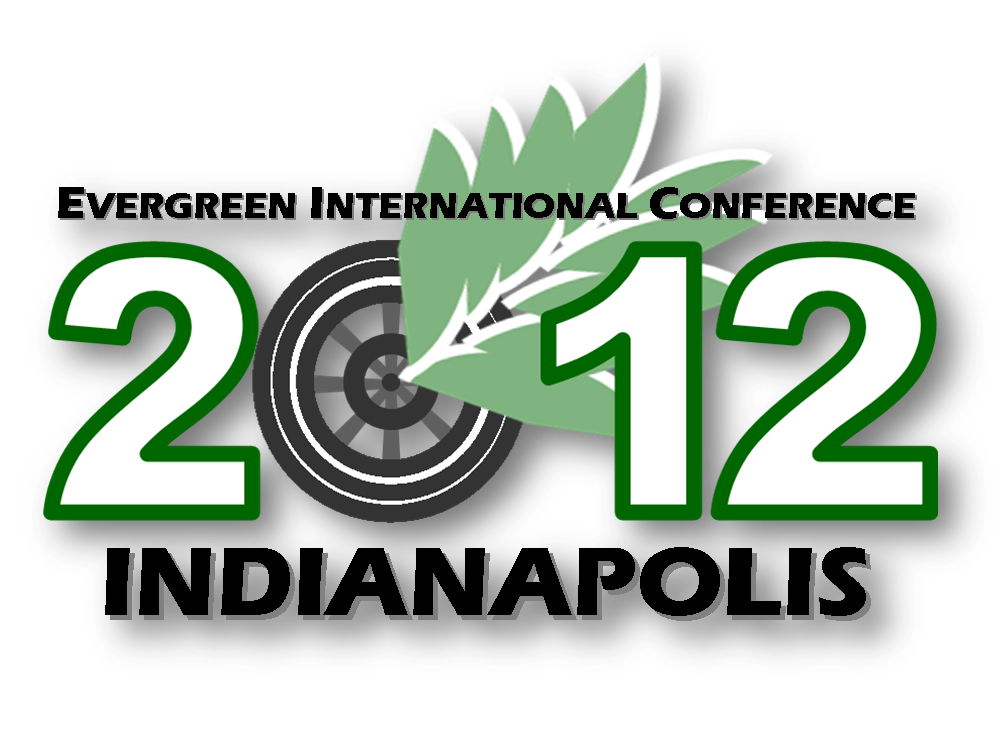 Evergreen International Conference
2012
INDIANAPOLIS